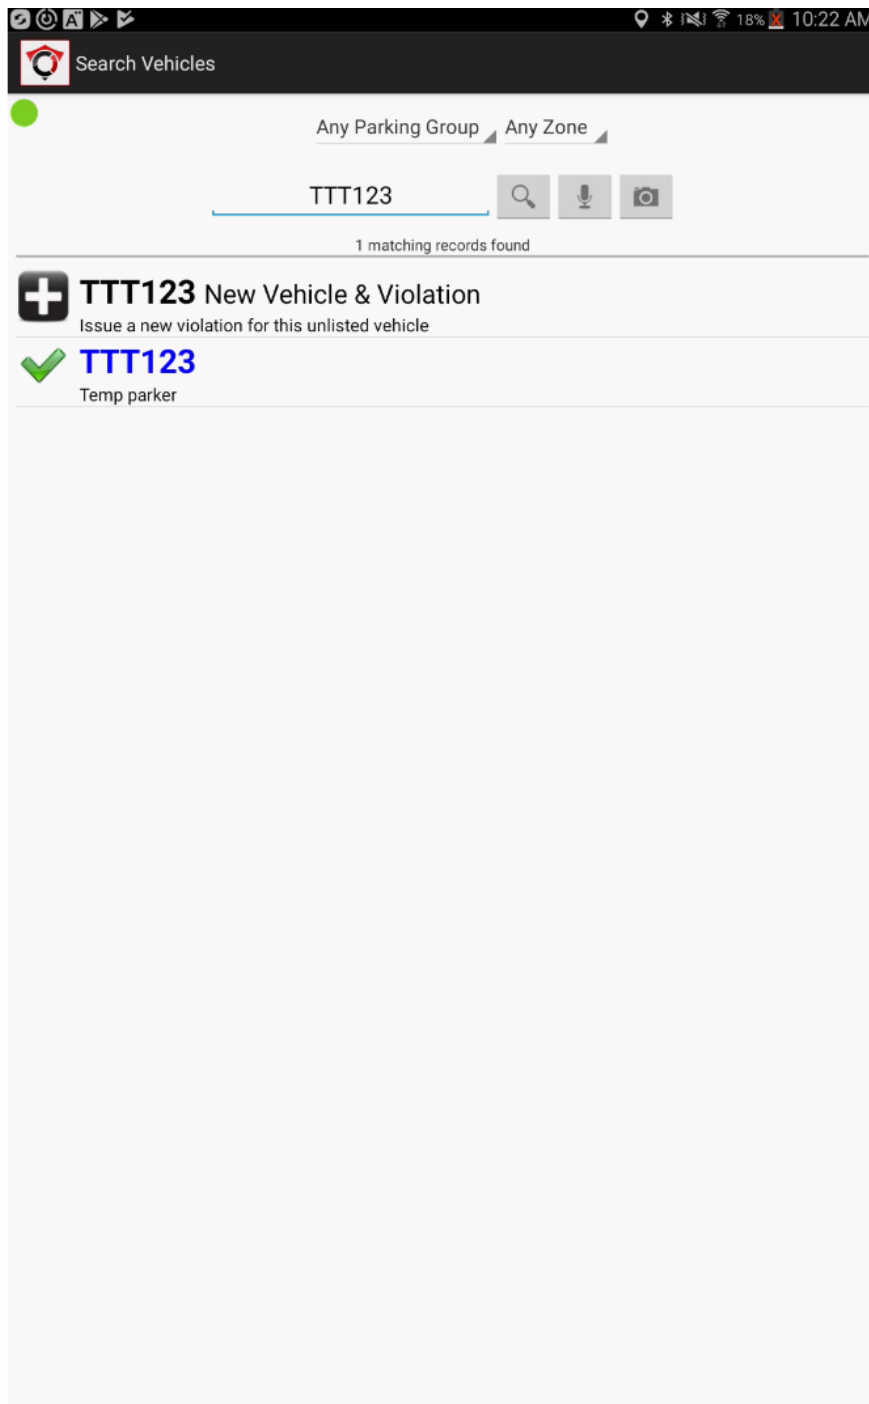 18% 10:22 AM
Search Vehicles
Any Parking Group Any Zone
TTT123
1 matching records found
TTT123 New Vehicle & Violation
Issue a new violation for this unlisted vehicle
TTT123
Temp parker